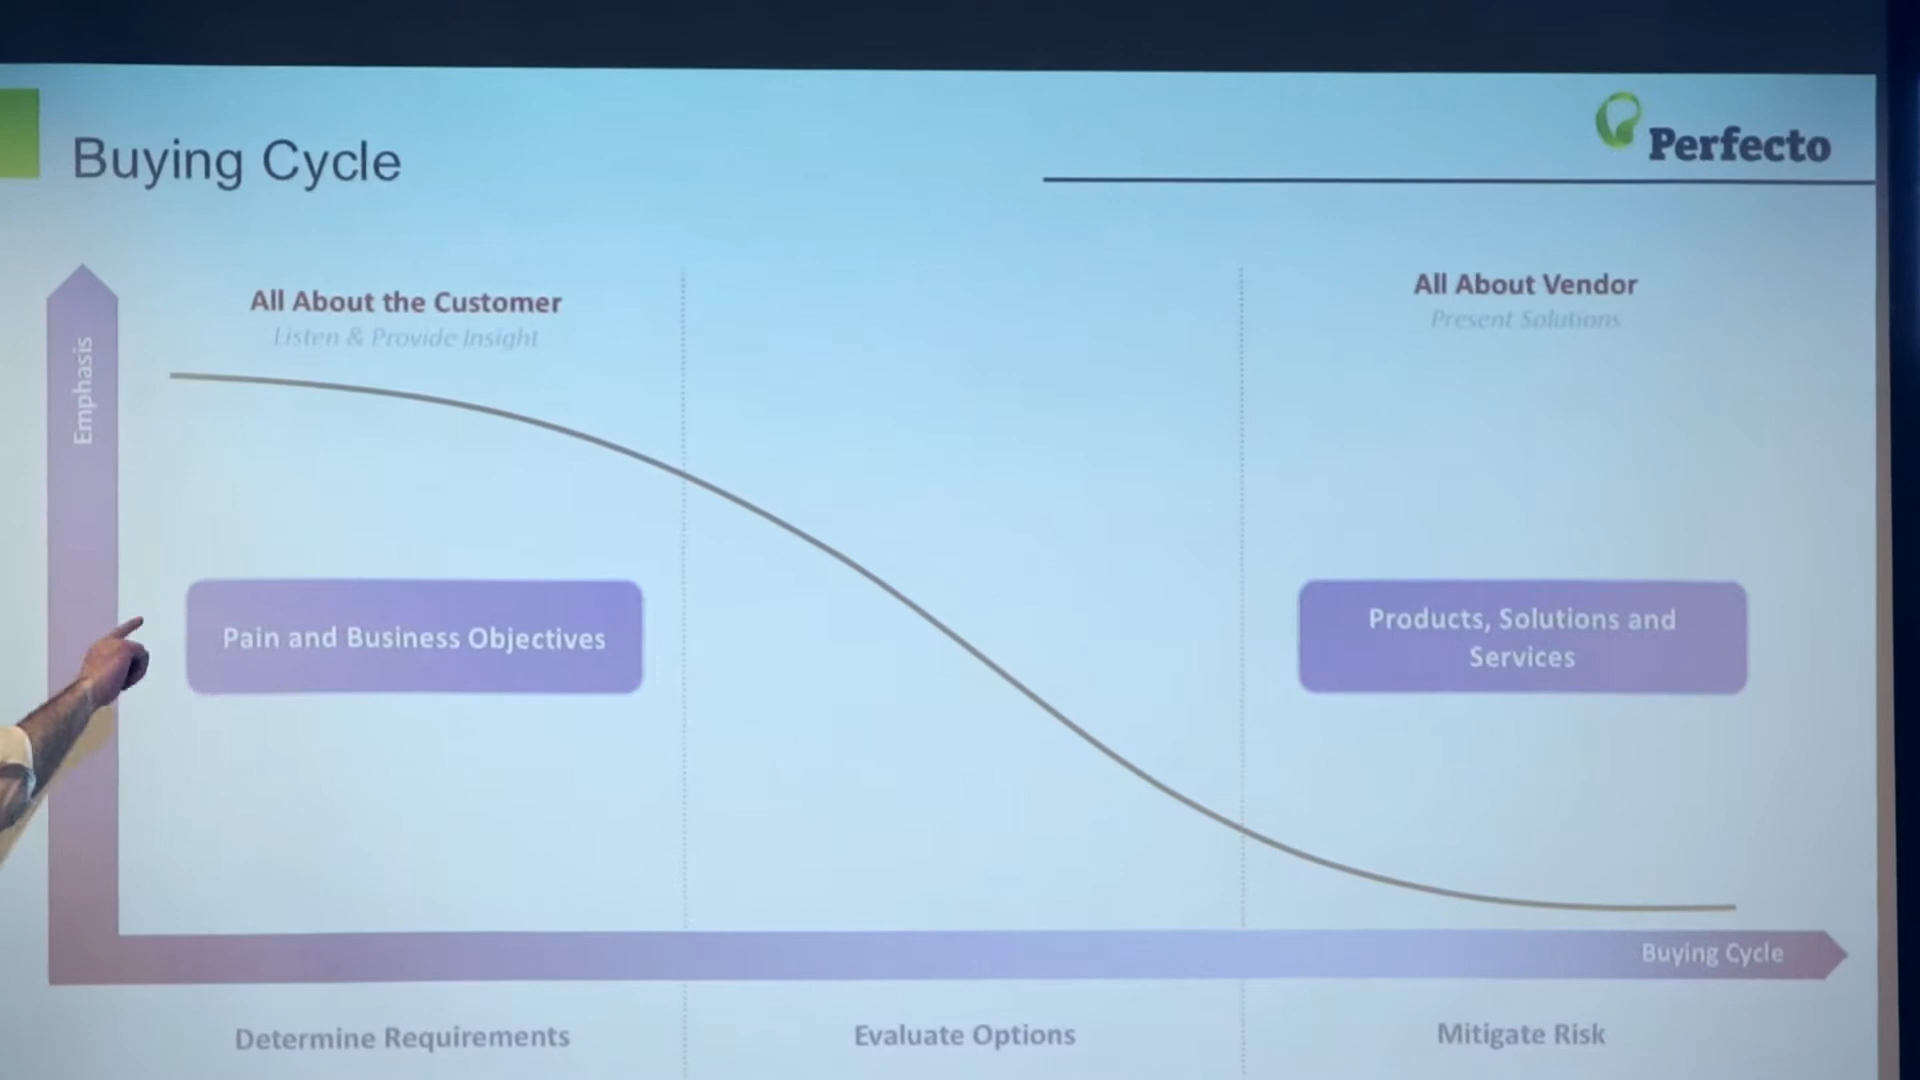 Buying Cycle
Perfecto
All About the Customer
Listen & Provide Insight
All About Vendor
Present Solutions
Emphasis
Pain and Business Objectives
Products, Solutions and
Services
Buying Cycle
Determine Requirements
Evaluate Options
Mitigate Risk